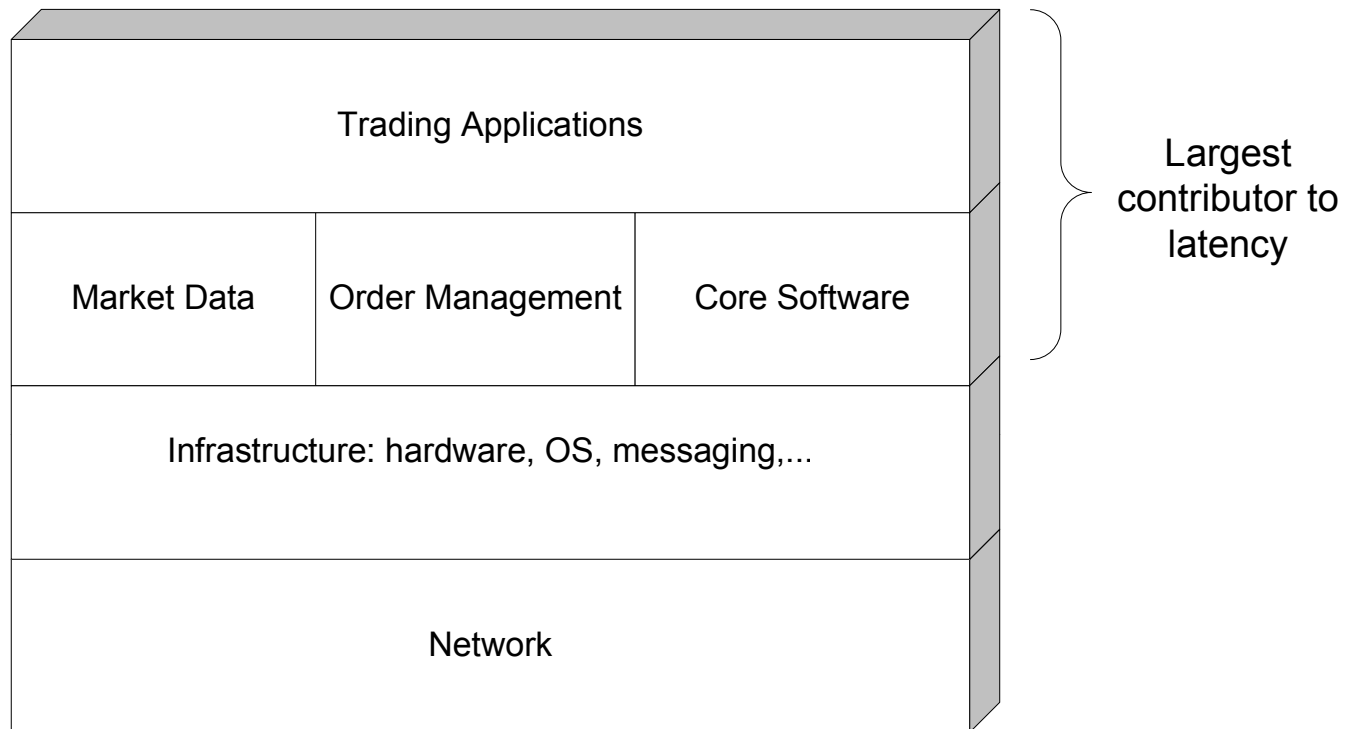 Trading Applications
Largest
contributor to
latency
Market Data
Order Management
Core Software
Infrastructure: hardware, OS, messaging,...
Network